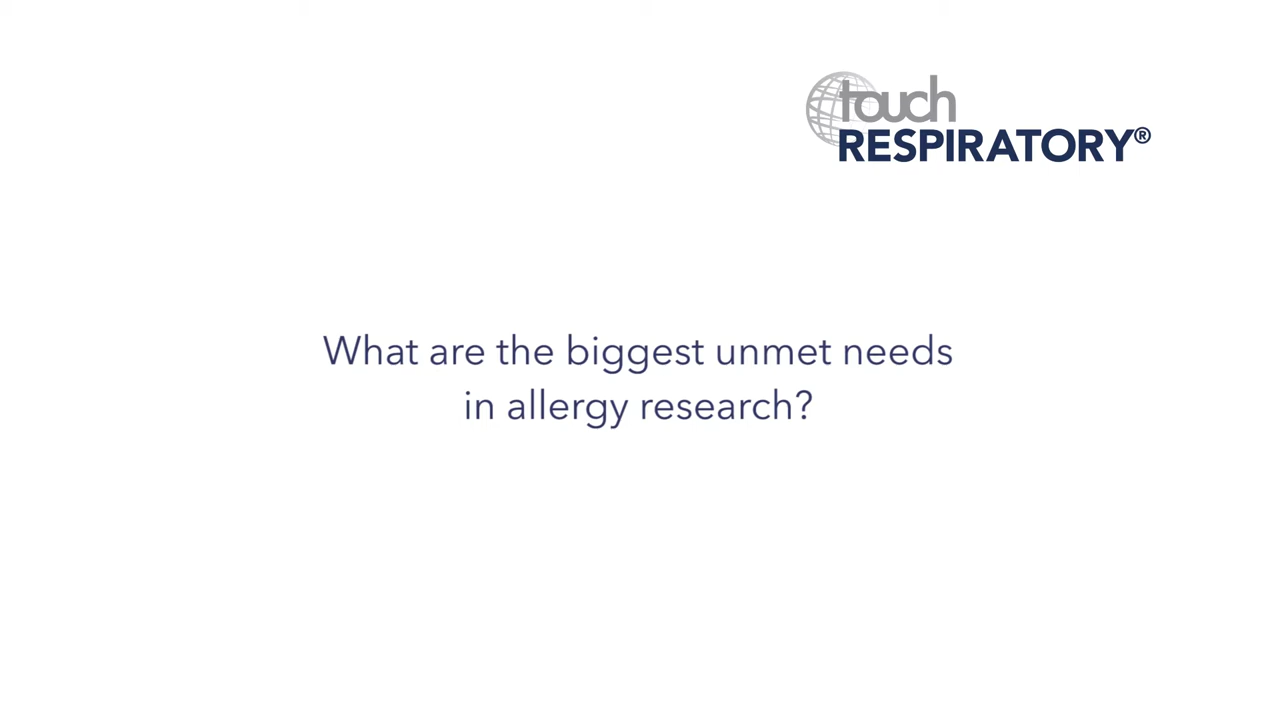 touch
RESPIRATORY®
What are the biggest unmet needs
in allergy research?